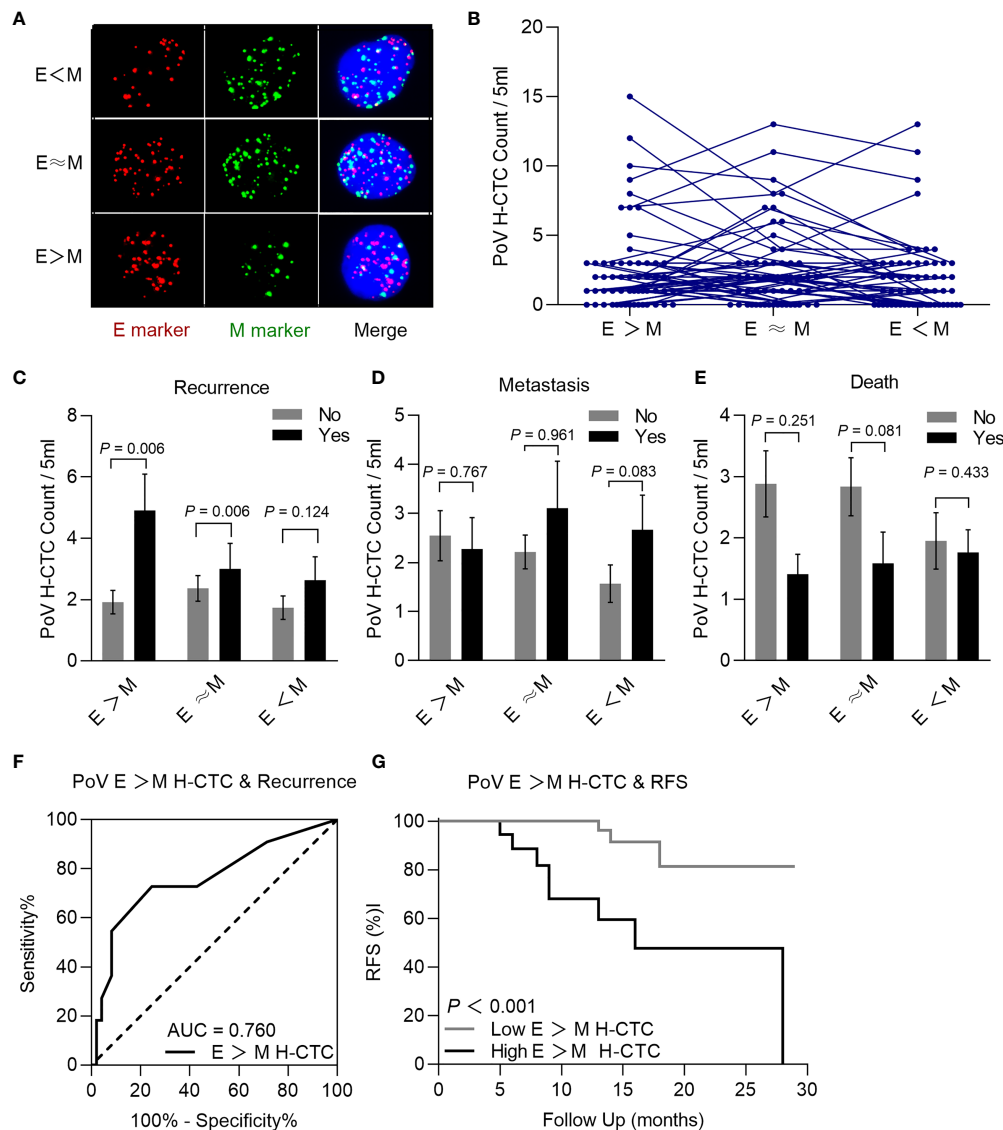 A
E<M
E≈M
E>M
E marker
M marker
Merge
B
PoV H-CTC Count / 5ml
20
15
10
5
0
E > M
E ≈ M
E < M
C
Recurrence
No
Yes
P = 0.006
P = 0.006
P = 0.124
PoV H-CTC Count / 5ml
8
6
4
2
0
E > M
E ≈ M
E < M
D
Metastasis
No
Yes
P = 0.961
P = 0.767
P = 0.083
PoV H-CTC Count / 5ml
5
4
3
2
1
0
E > M
E ≈ M
E < M
E
Death
No
Yes
P = 0.251
P = 0.081
P = 0.433
PoV H-CTC Count / 5ml
4
3
2
1
0
E > M
E ≈ M
E < M
F
PoV E >M H-CTC & Recurrence
Sensitivity%
100
80
60
40
20
0
AUC = 0.760
E > M H-CTC
0 20 40 60 80 100
100% - Specificity%
G
PoV E >M H-CTC & RFS
RFS (%)l
100
80
60
40
20
0
P < 0.001
Low E > M H-CTC
High E > M H-CTC
0 5 10 15 20 25 30
Follow Up (months)